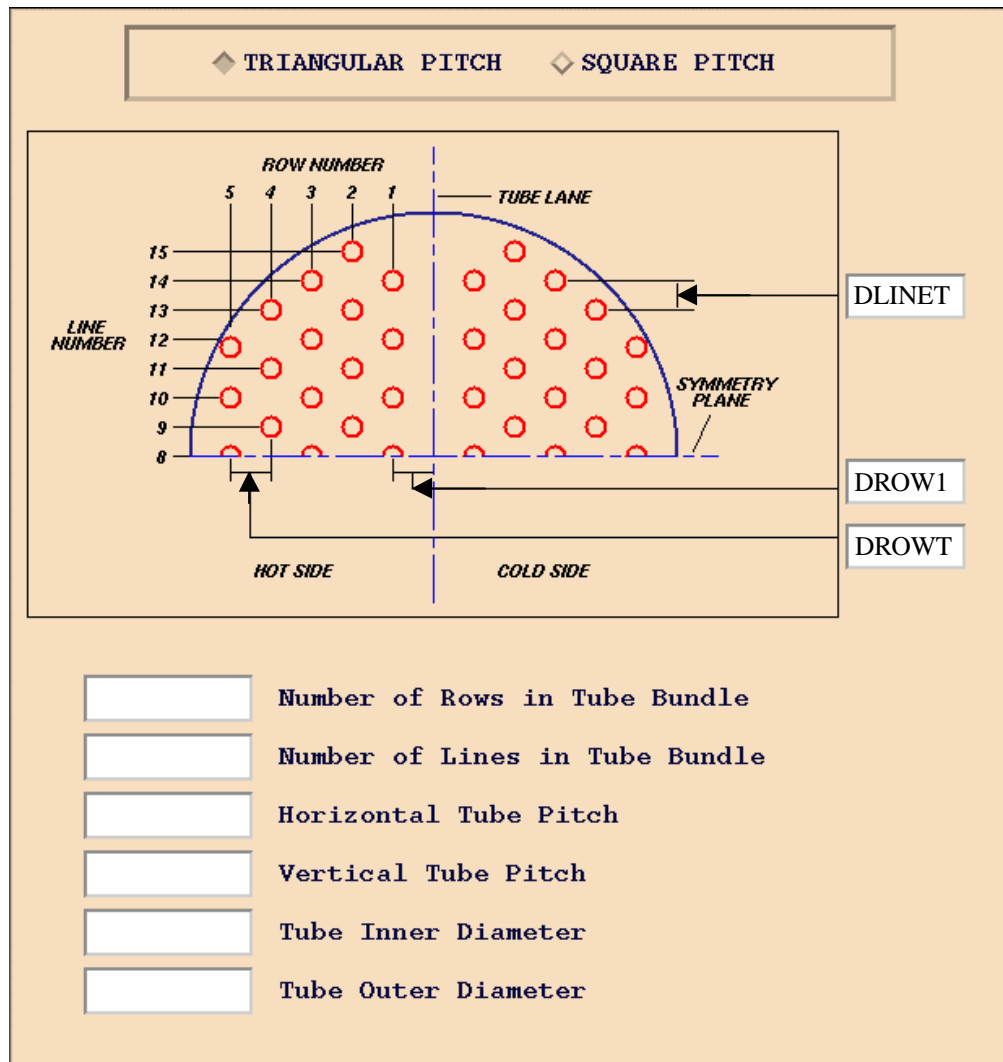 TRIANGULAR PITCH SQUARE PITCH
ROW NUMBER
5 4 3 2 1
TUBE LANE
15
14
13
12
11
10
9
8
LINE NUMBER
DLINET
SYMMETRY PLANE
DROW1
DROWT
HOT SIDE COLD SIDE
Number of Rows in Tube Bundle
Number of Lines in Tube Bundle
Horizontal Tube Pitch
Vertical Tube Pitch
Tube Inner Diameter
Tube Outer Diameter